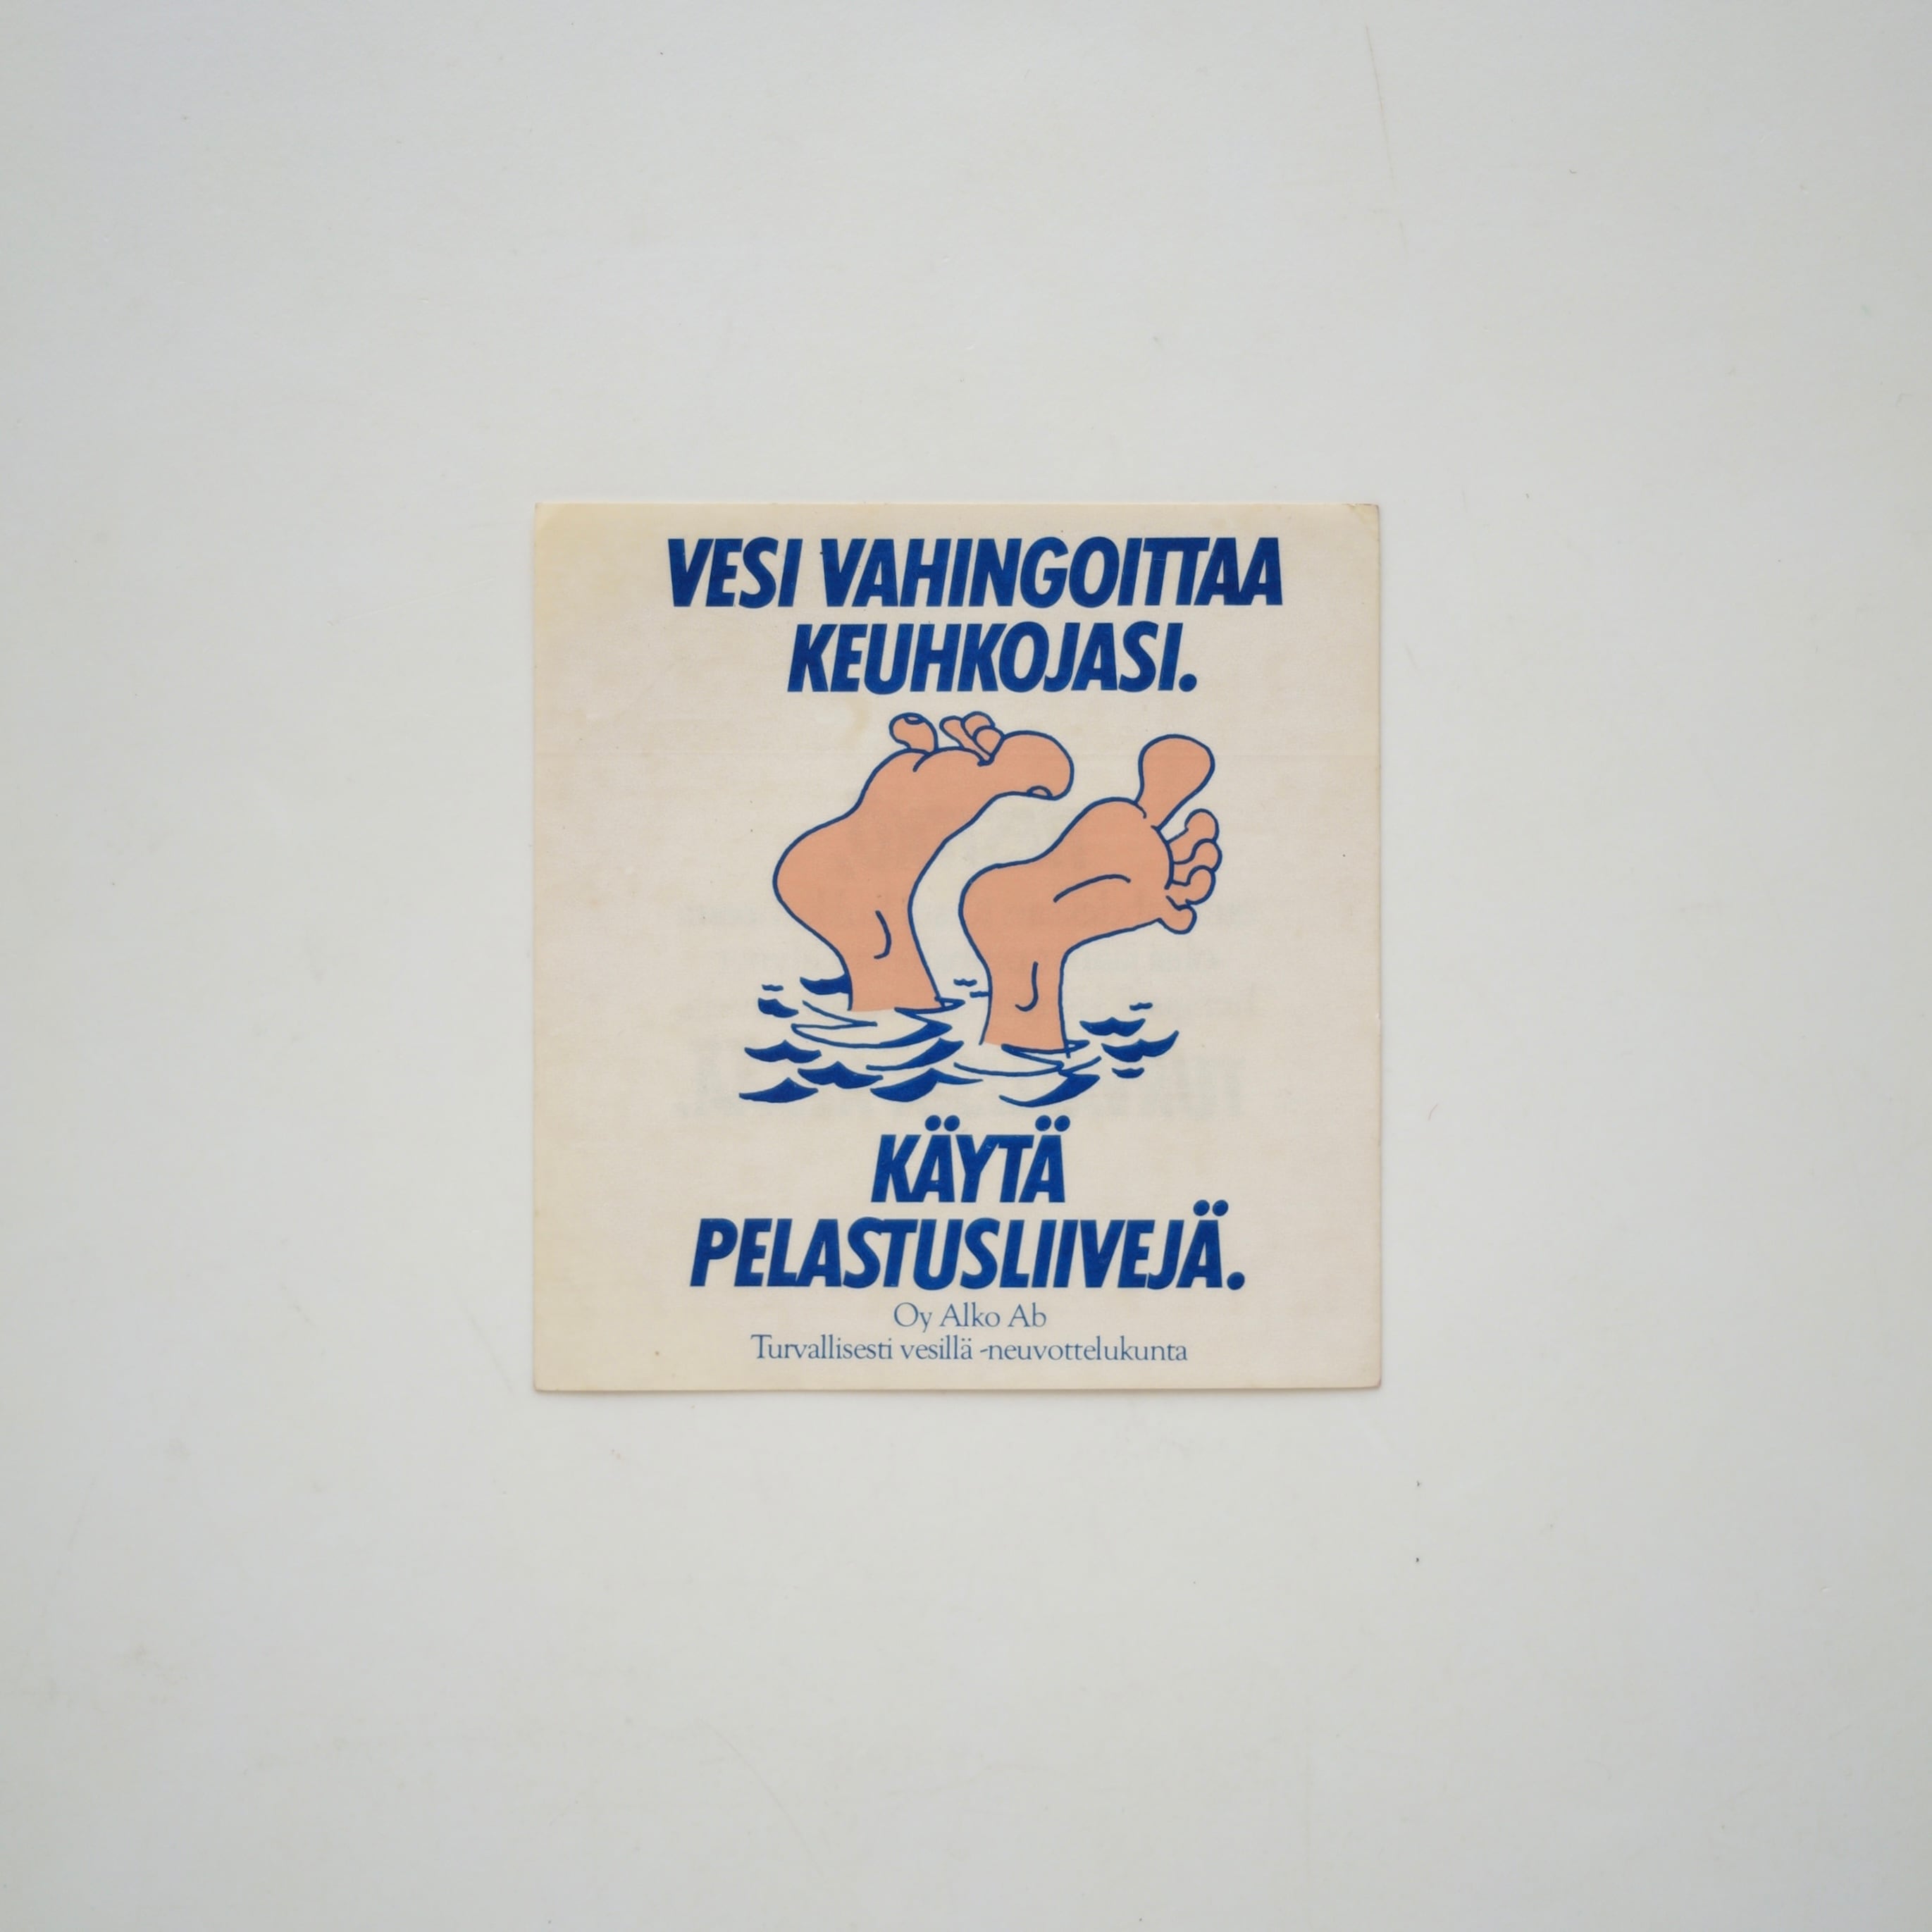 VESI VAHINGOITTAA
KEUHKOJASI.
KÄYTÄ
PELASTUSLIIVEJÄ.
Oy Alko Ab
Turvallisesti vesillä -neuvottelukunta